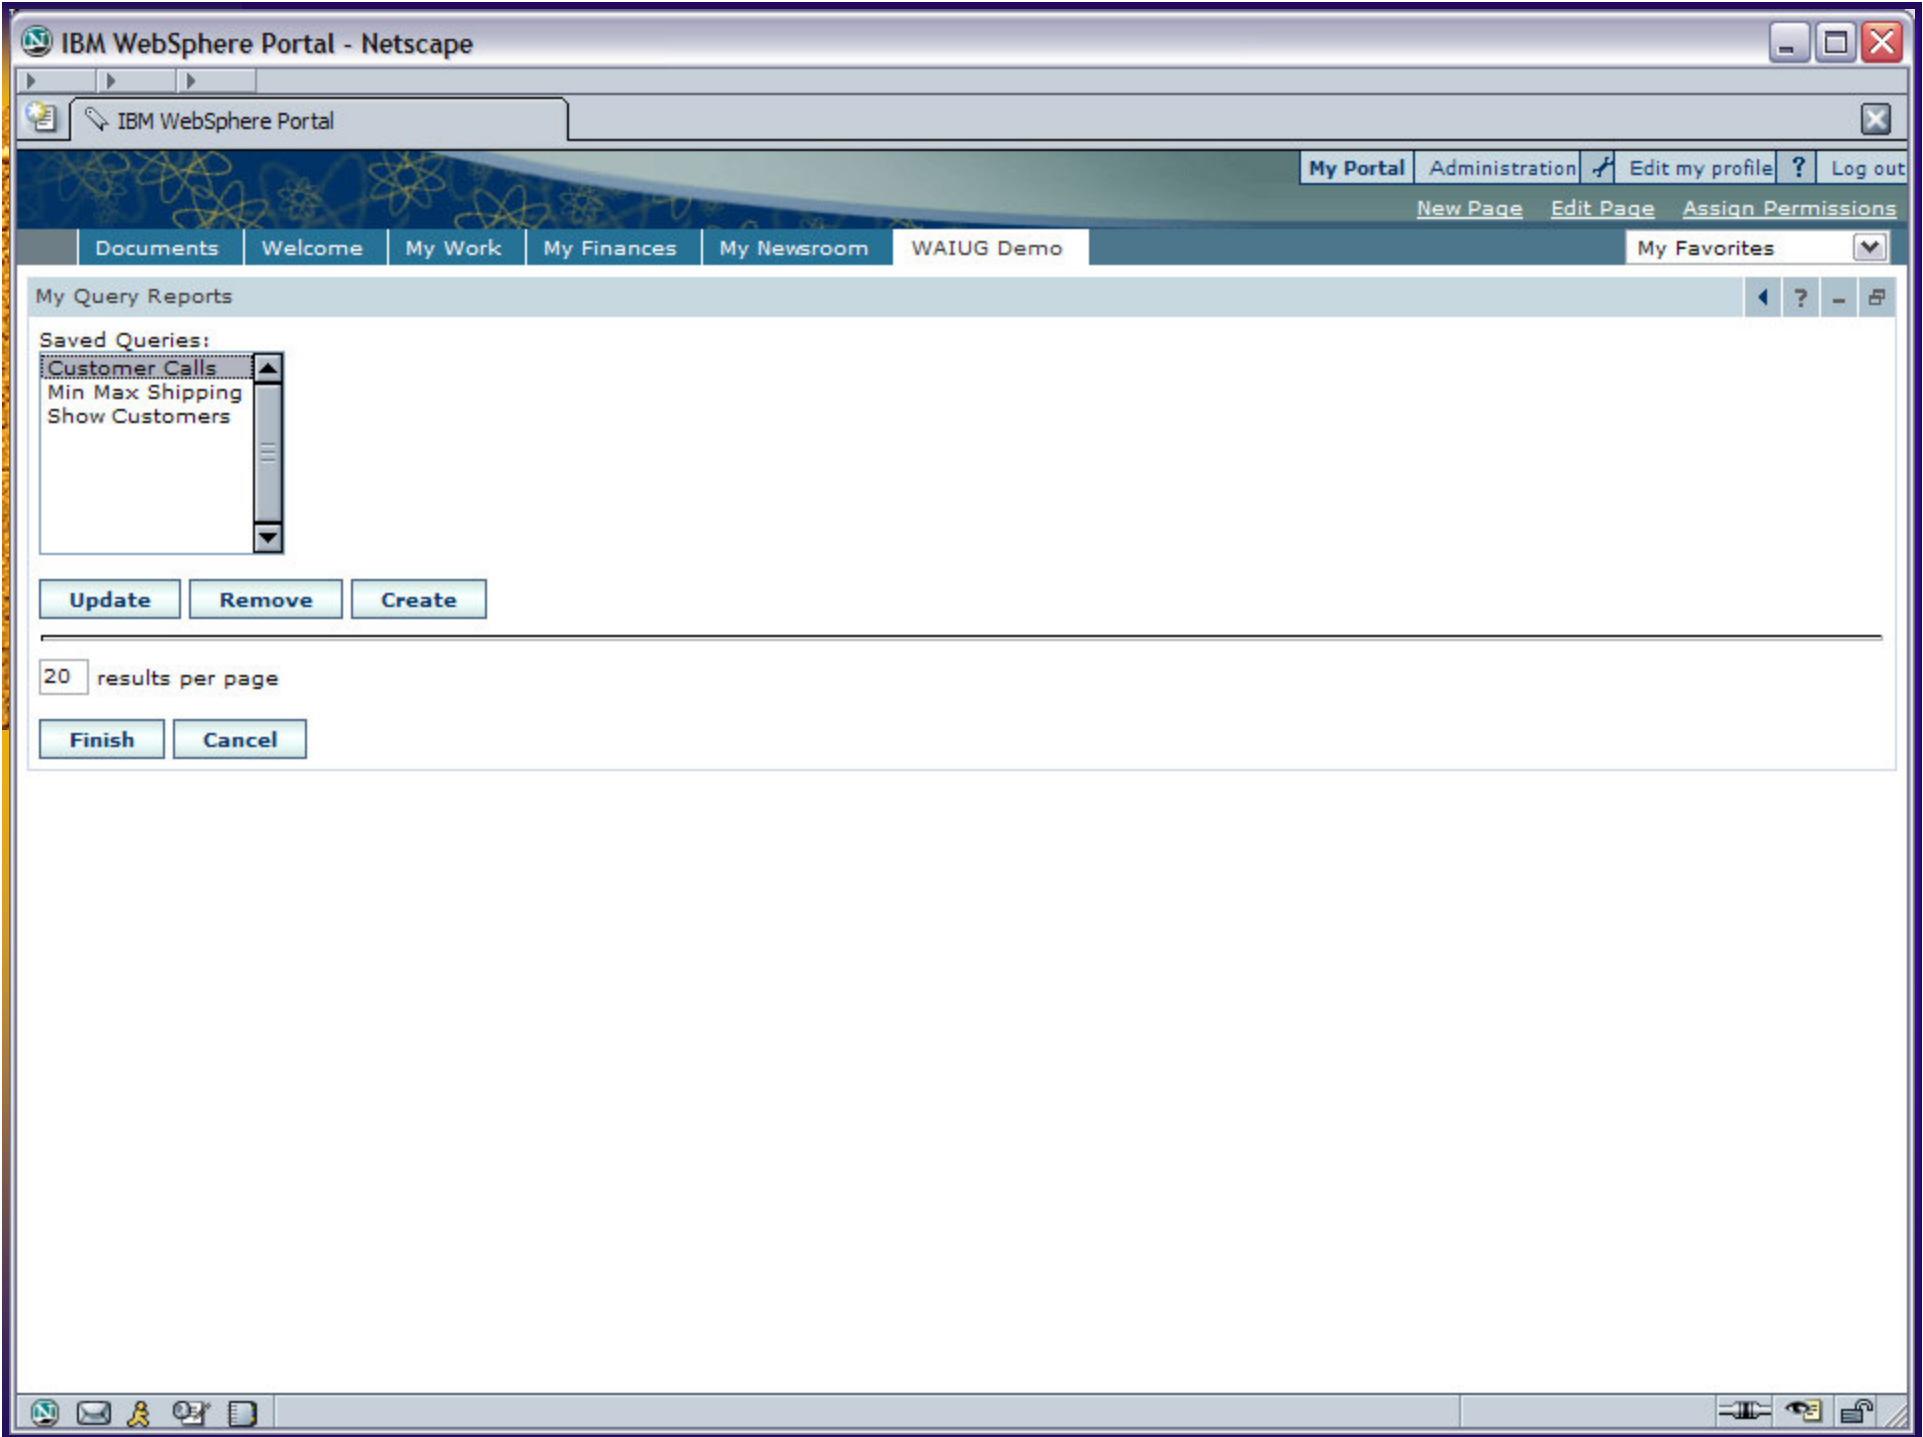 IBM WebSphere Portal - Netscape
IBM WebSphere Portal
My Portal Administration Edit my profile ? Log out
New Page Edit Page Assign Permissions
Documents Welcome My Work My Finances My Newsroom WAIUG Demo My Favorites
My Query Reports ?
Saved Queries:
Customer Calls
Min Max Shipping
Show Customers
Update Remove Create
20 results per page
Finish Cancel